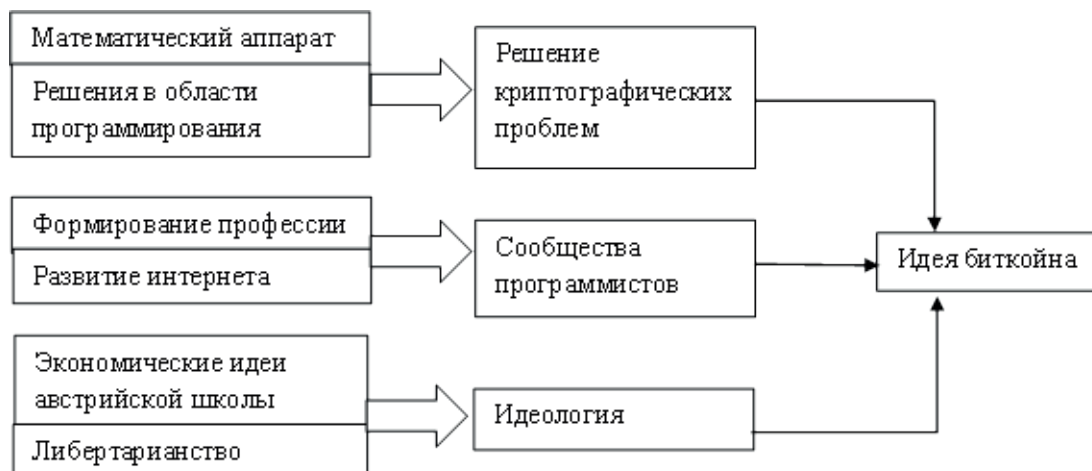 Математический аппарат
Решения в области
программирования
Решение
криптографических
проблем
Формирование профессии
Развитие интернета
Сообщества
программистов
Идея биткойна
Экономические идеи
австрийской школы
Либертарианство
Идеология